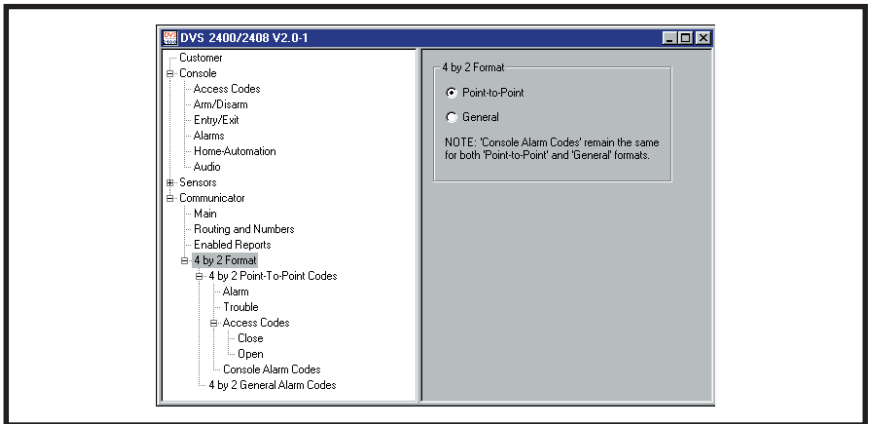 DVS 2400/2408 V2.0-1
Customer
Console
Access Codes
Arm/Disarm
Entry/Exit
Alarms
Home-Automation
Audio
Sensors
Communicator
Main
Routing and Numbers
Enabled Reports
4 by 2 Format
4 by 2 Point-To-Point Codes
Alarm
Trouble
Access Codes
Close
Open
Console Alarm Codes
4 by 2 General Alarm Codes
4 by 2 Format
Point-to-Point
General
NOTE: 'Console Alarm Codes' remain the same
for both 'Point-to-Point' and 'General' formats.